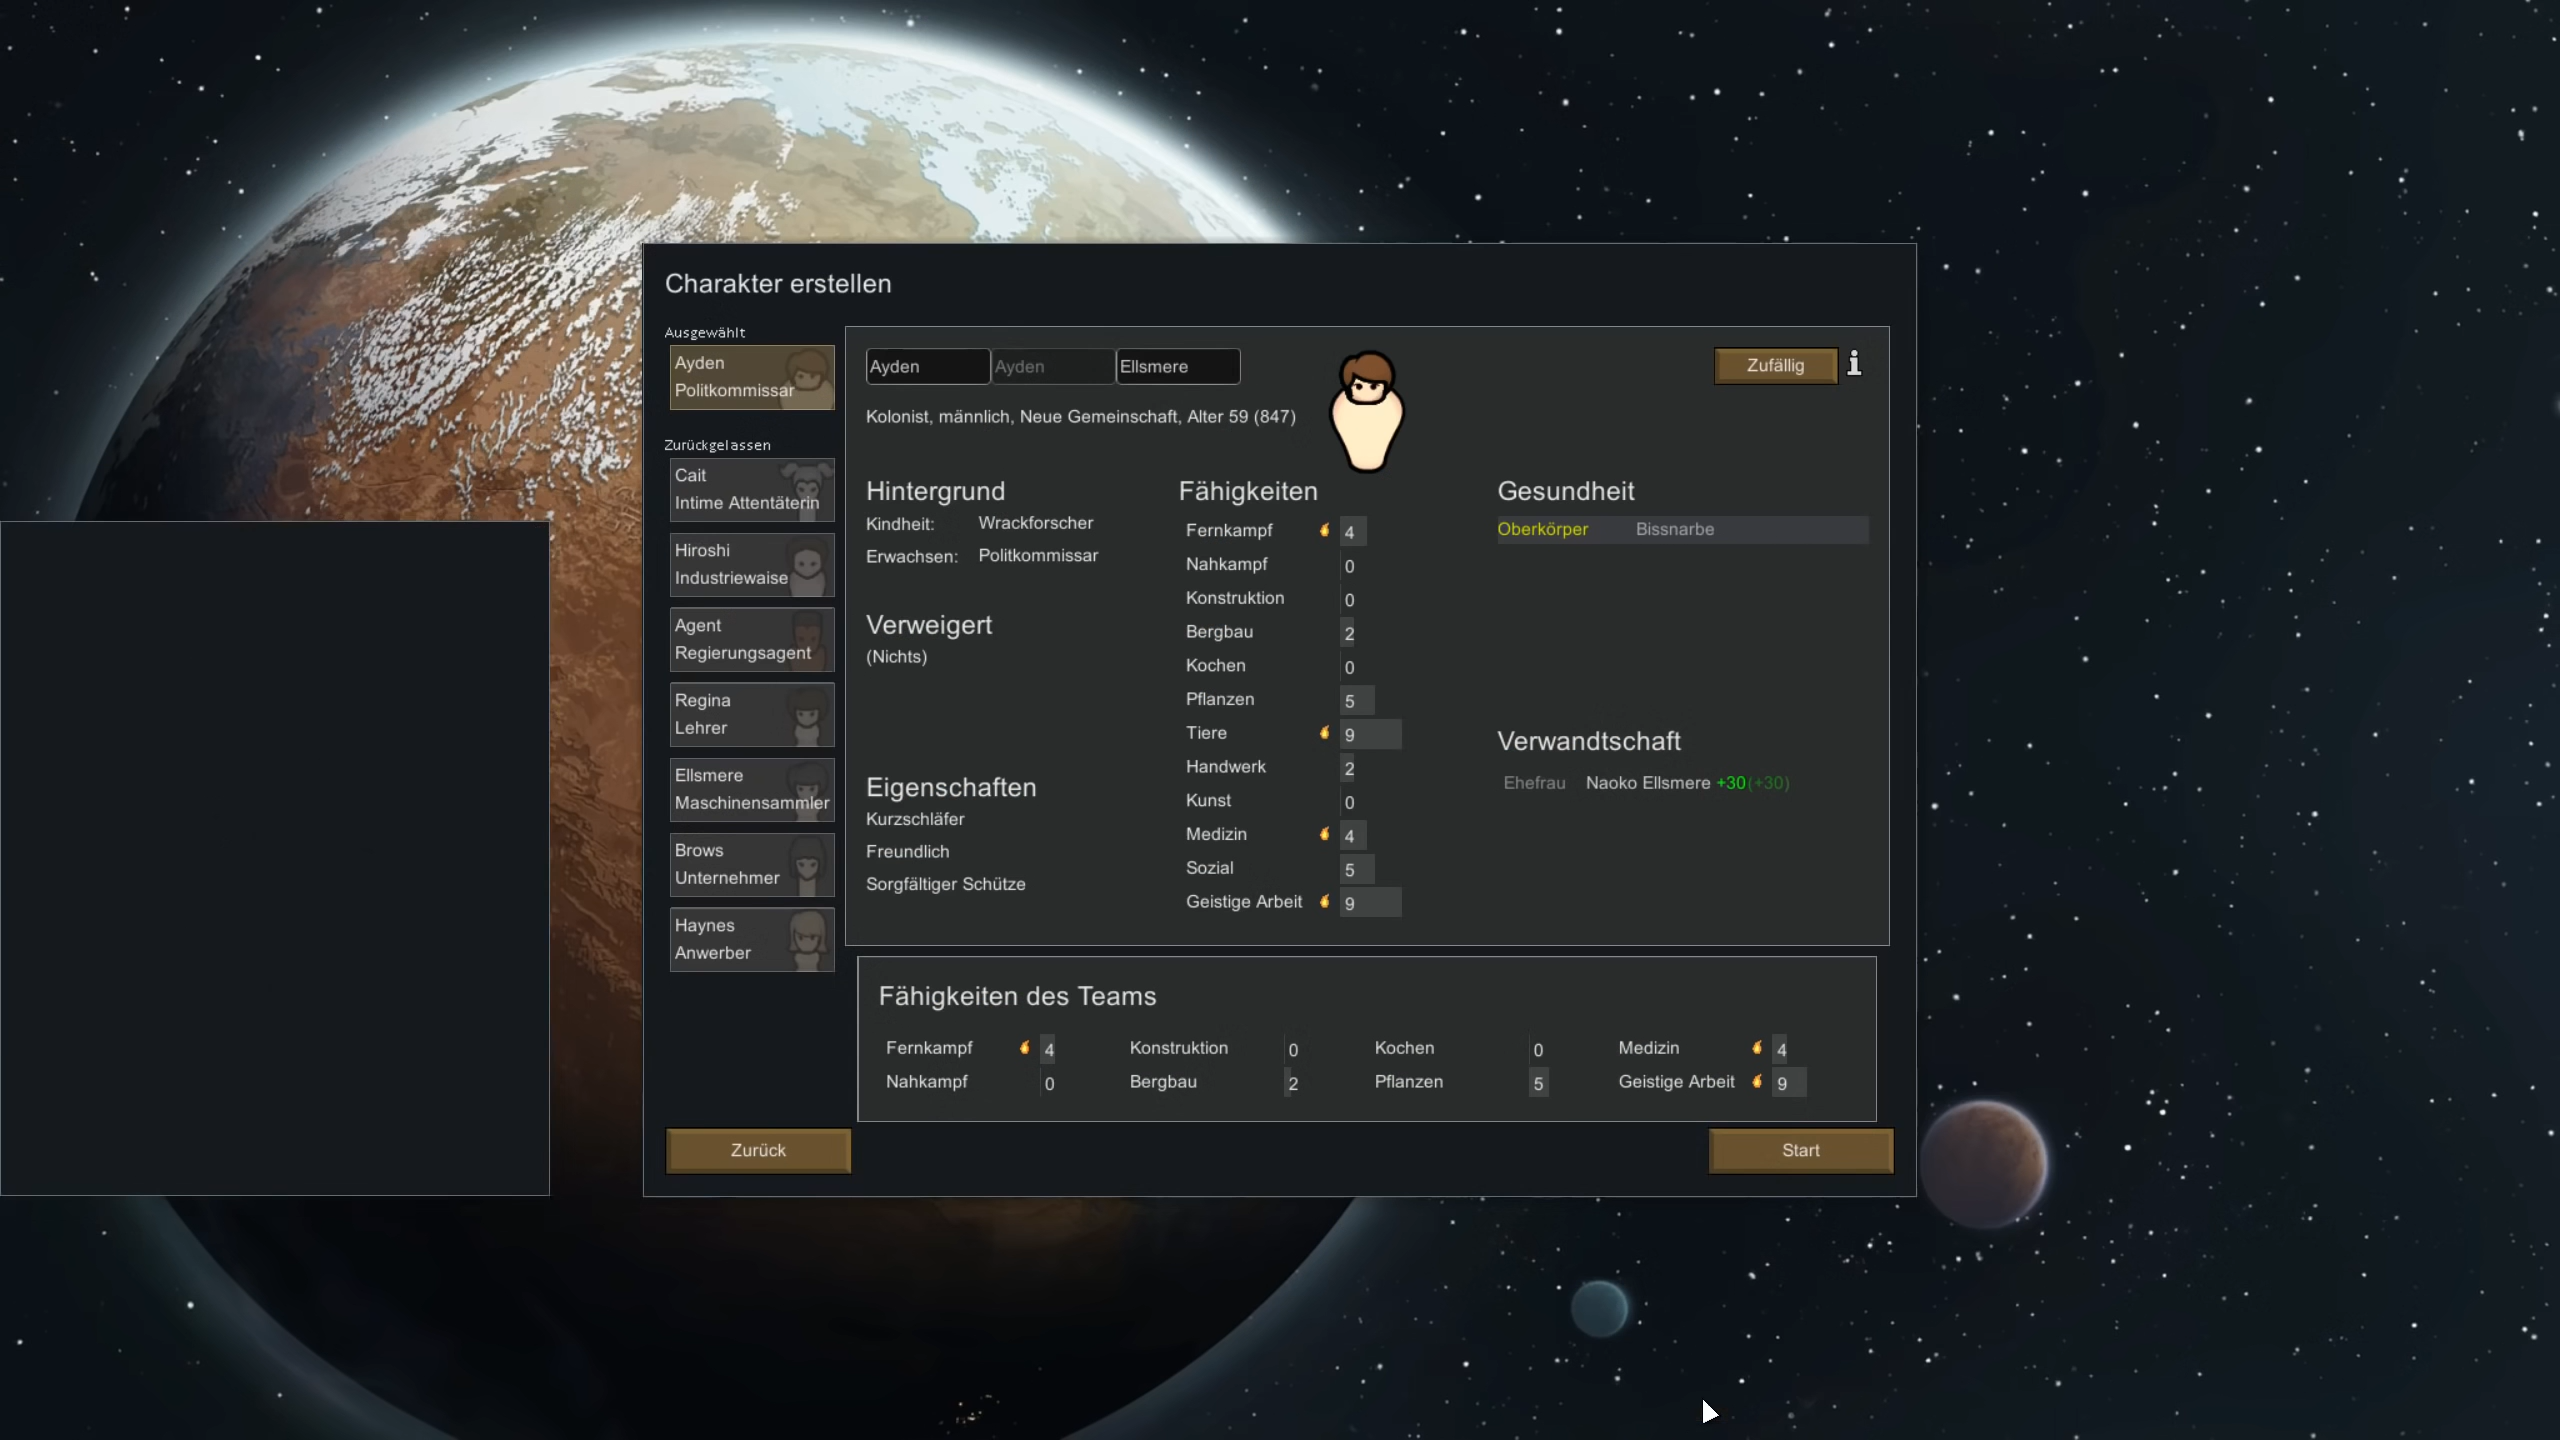 Charakter erstellen
Ausgewählt
Ayden
Politkommissar
Zurückgelassen
Cait
Intime Attentäterin
Hiroshi
Industriewaise
Agent
Regierungsagent
Regina
Lehrer
Ellsmere
Maschinensammler
Brows
Unternehmer
Haynes
Anwerber
Ayden Ayden Ellsmere
Zufällig
Kolonist, männlich, Neue Gemeinschaft, Alter 59 (847)
Hintergrund
Kindheit: Wrackforscher
Erwachsen: Politkommissar
Verweigert
(Nichts)
Eigenschaften
Kurzschläfer
Freundlich
Sorgfältiger Schütze
Fähigkeiten
Fernkampf 4
Nahkampf 0
Konstruktion 0
Bergbau 2
Kochen 0
Pflanzen 5
Tiere 9
Handwerk 2
Kunst 0
Medizin 4
Sozial 5
Geistige Arbeit 9
Gesundheit
Oberkörper Bissnarbe
Verwandtschaft
Ehefrau Naoko Ellsmere +30(+30)
Fähigkeiten des Teams
Fernkampf 4 Konstruktion 0 Kochen 0 Medizin 4
Nahkampf 0 Bergbau 2 Pflanzen 5 Geistige Arbeit 9
Zurück
Start